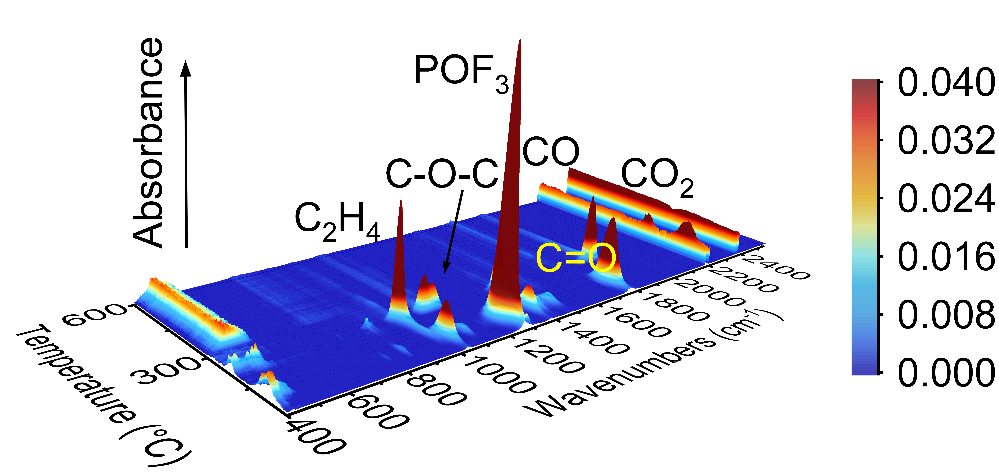 Absorbance
POF₃
CO
CO₂
C-O-C
C₂H₄
C=O
0.040
0.032
0.024
0.016
0.008
0.000
600
300
Temperature (°C)
400
600
800
1000
1200
1400
1600
1800
2000
2200
2400
Wavenumbers (cm⁻¹)